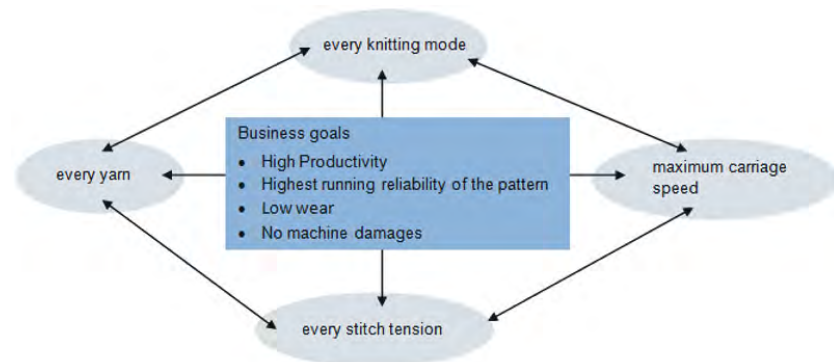 every knitting mode
Business goals
• High Productivity
• Highest running reliability of the pattern
• Low wear
• No machine damages
every yarn
maximum carriage
speed
every stitch tension